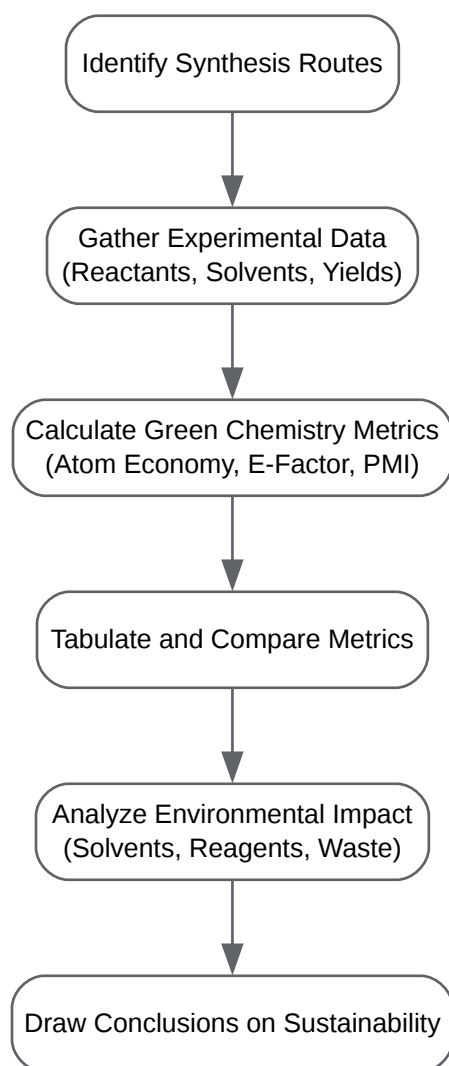 Identify Synthesis Routes
Gather Experimental Data
(Reactants, Solvents, Yields)
Calculate Green Chemistry Metrics
(Atom Economy, E-Factor, PMI)
Tabulate and Compare Metrics
Analyze Environmental Impact
(Solvents, Reagents, Waste)
Draw Conclusions on Sustainability